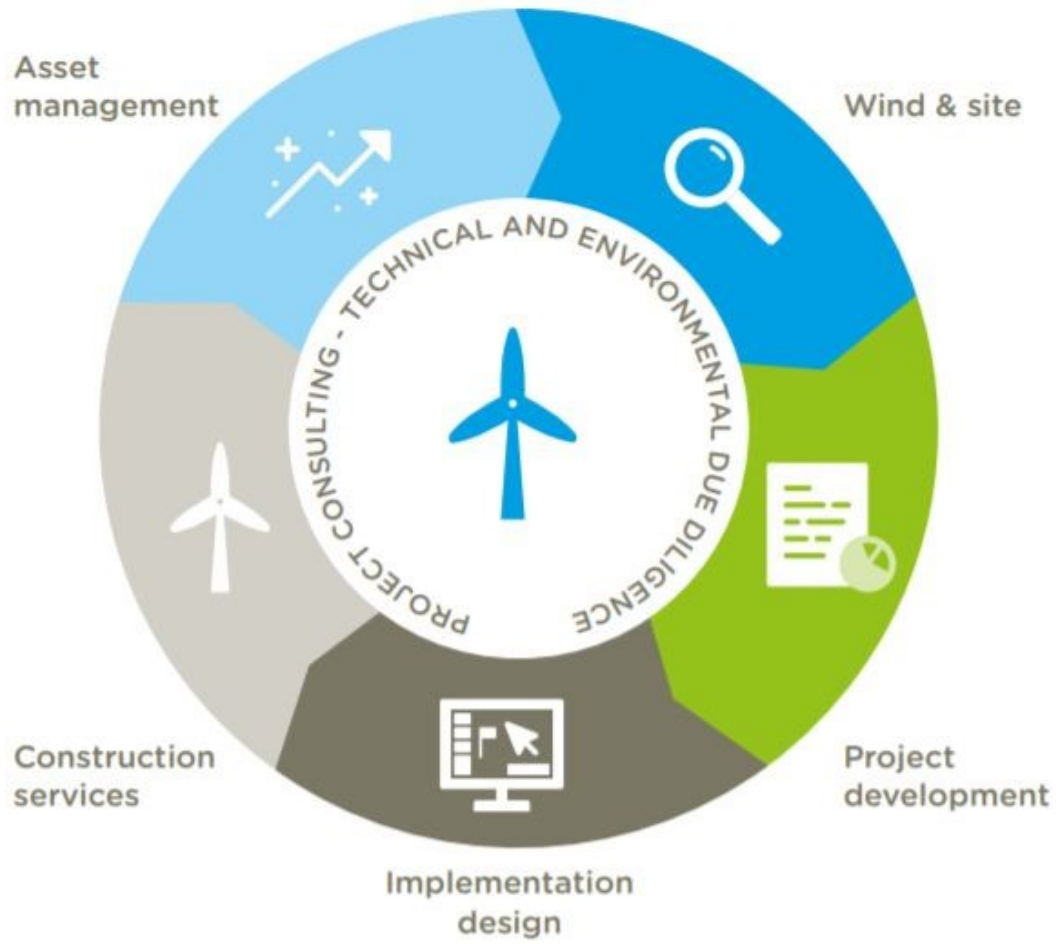 Asset
management
Wind & site
PROJECT CONSULTING - TECHNICAL AND ENVIRONMENTAL DUE DILIGENCE
Construction
services
Project
development
Implementation
design